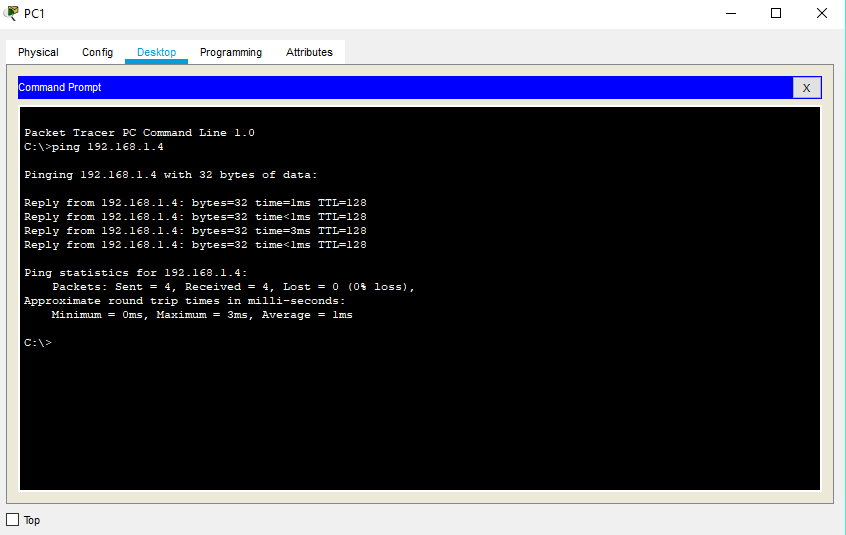 PC1
Physical Config Desktop Programming Attributes
Command Prompt X
Packet Tracer PC Command Line 1.0
C:\>ping 192.168.1.4
Pinging 192.168.1.4 with 32 bytes of data:
Reply from 192.168.1.4: bytes=32 time=1ms TTL=128
Reply from 192.168.1.4: bytes=32 time<1ms TTL=128
Reply from 192.168.1.4: bytes=32 time=3ms TTL=128
Reply from 192.168.1.4: bytes=32 time<1ms TTL=128
Ping statistics for 192.168.1.4:
Packets: Sent = 4, Received = 4, Lost = 0 (0% loss),
Approximate round trip times in milli-seconds:
Minimum = 0ms, Maximum = 3ms, Average = 1ms
C:\>
Top